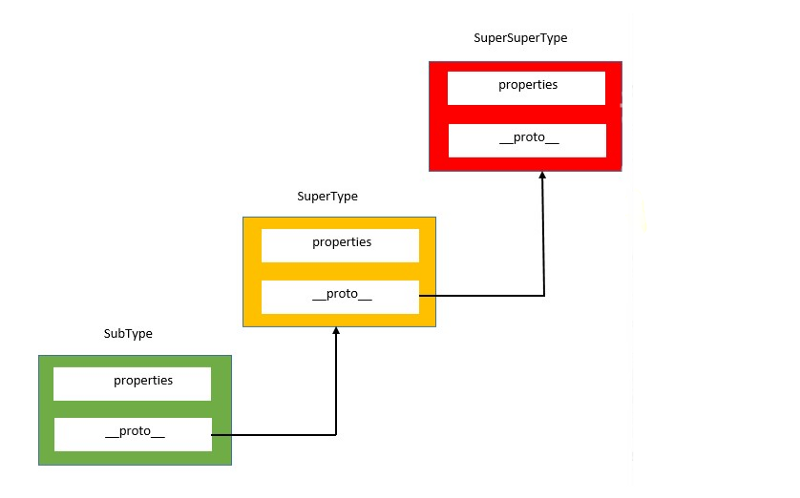 SuperSuperType
properties
__proto__
SuperType
properties
__proto__
SubType
properties
__proto__